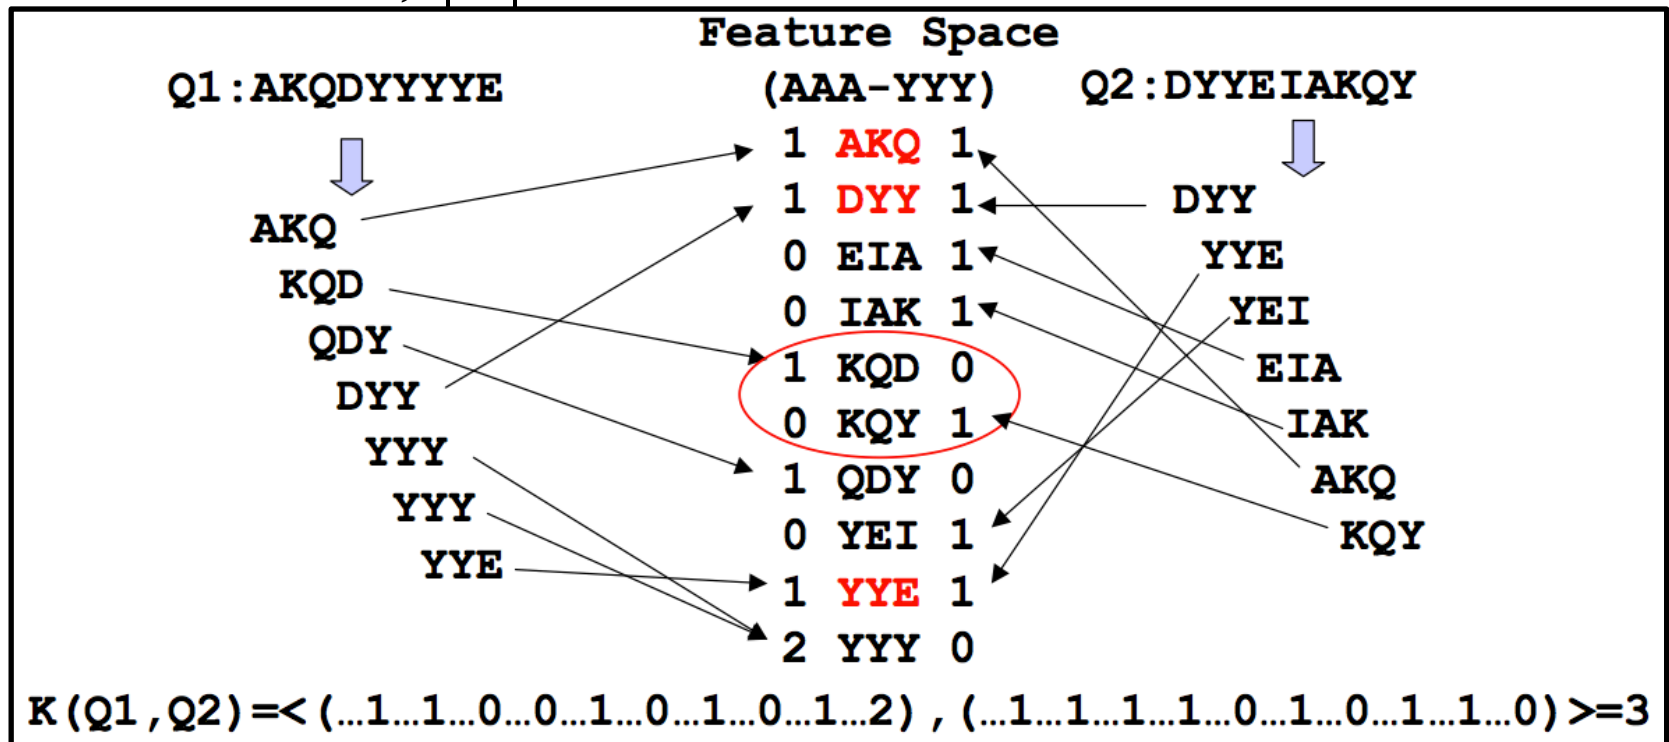 Feature Space
Q1:AKQDYYYYE (AAA-YYY) Q2:DYYEIAKQY
1 AKQ 1
AKQ 1 DYY 1 DYY
KQD 0 EIA 1 YYE
QDY 0 IAK 1 YEI
DYY 1 KQD 0 EIA
YYY 0 KQY 1 IAK
YYY 1 QDY 0 AKQ
YYE 0 YEI 1 KQY
1 YYE 1
2 YYY 0
K(Q1,Q2)=<(…1…1…0…0…1…0…1…0…1…2),(…1…1…1…1…0…1…0…1…1…0)>=3